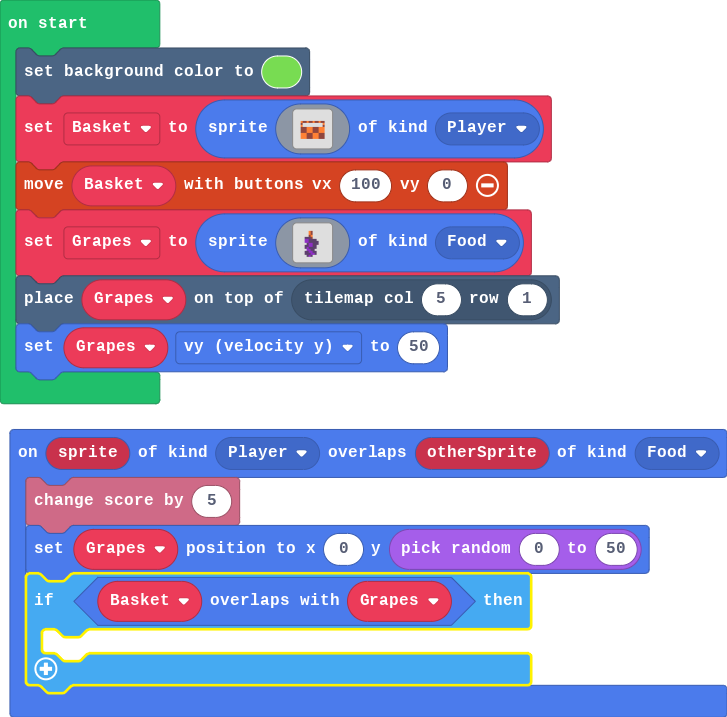 on start
set background color to
set Basket to sprite of kind Player
move Basket with buttons vx 100 vy 0
set Grapes to sprite of kind Food
place Grapes on top of tilemap col 5 row 1
set Grapes vy (velocity y) to 50
on sprite of kind Player overlaps otherSprite of kind Food
change score by 5
set Grapes position to x 0 y pick random 0 to 50
if Basket overlaps with Grapes then